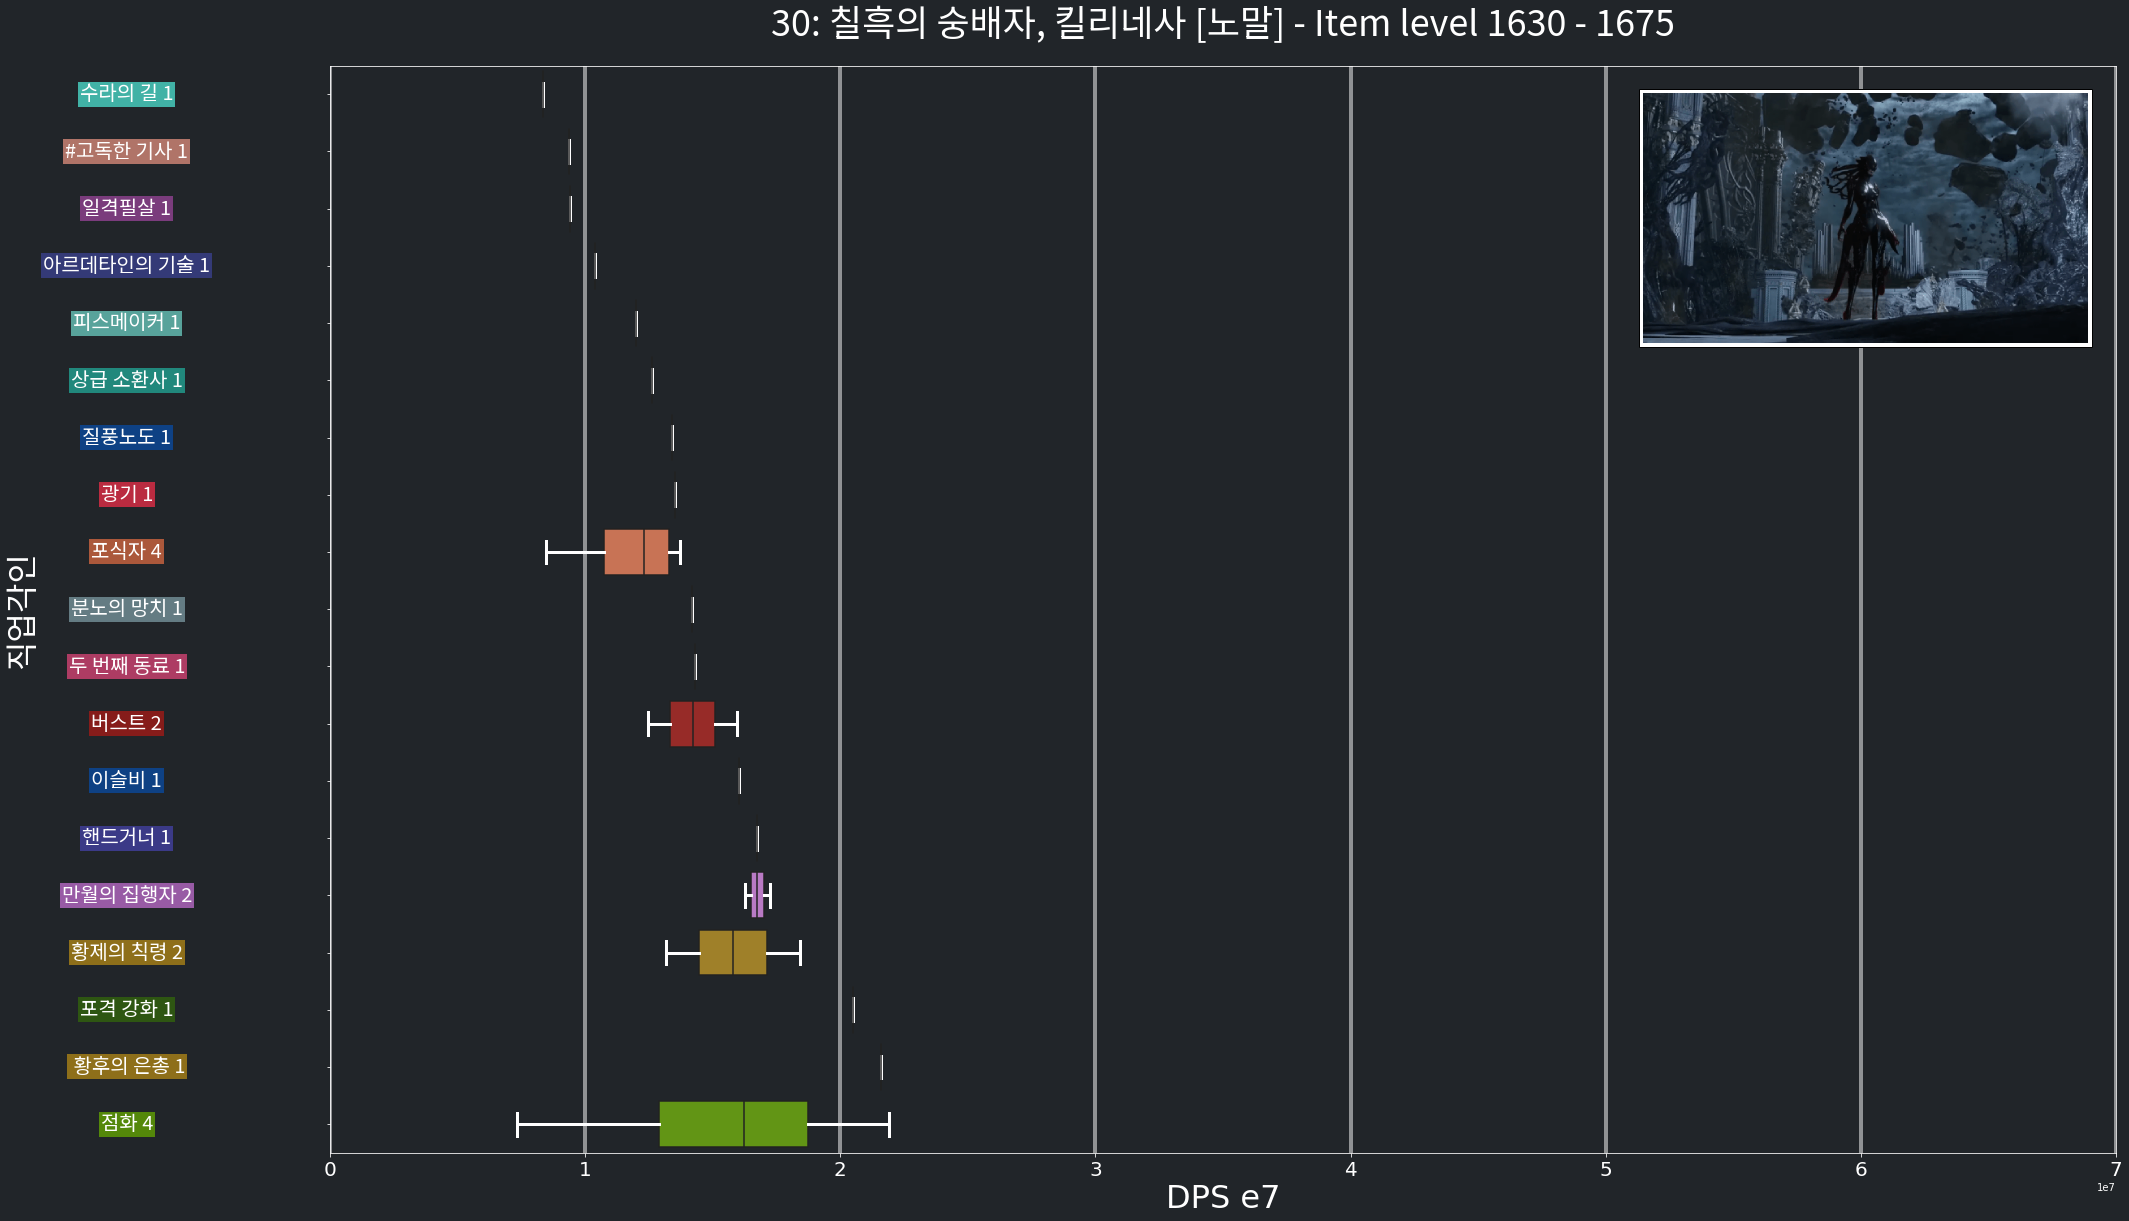 30: 칠흑의 숭배자, 킬리네사 [노말] - Item level 1630 - 1675
직업각인
수라의 길 1
#고독한 기사 1
일격필살 1
아르데타인의 기술 1
피스메이커 1
상급 소환사 1
질풍노도 1
광기 1
포식자 4
분노의 망치 1
두 번째 동료 1
버스트 2
이슬비 1
핸드거너 1
만월의 집행자 2
황제의 칙령 2
포격 강화 1
황후의 은총 1
점화 4
0 1 2 3 4 5 6 7
1e7
DPS e7